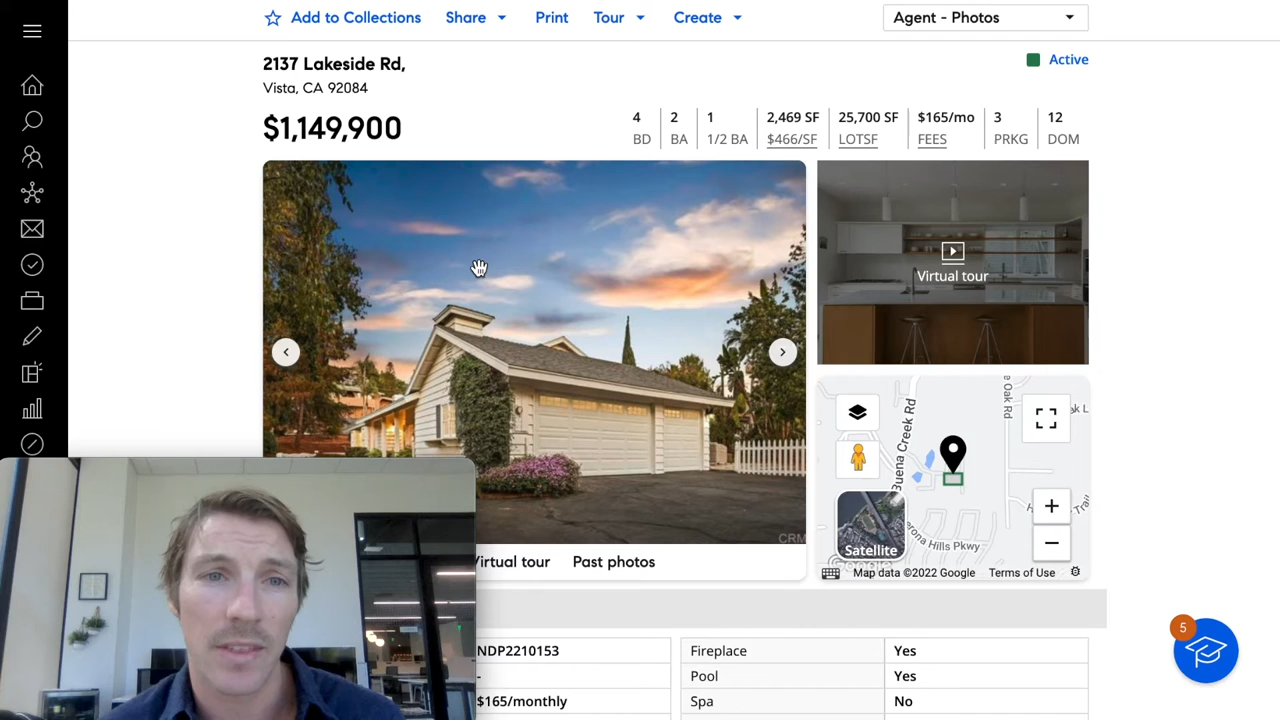 Add to Collections Share Print Tour Create Agent - Photos
2137 Lakeside Rd,
Active
Vista, CA 92084
$1,149,900
4 2 1 2,469 SF 25,700 SF $165/mo 3 12
BD BA 1/2 BA $466/SF LOTSF FEES PRKG DOM
Virtual tour
Buena Creek Rd
Oak Rd
Satellite
Google
Map data ©2022 Google Terms of Use
CRM
Virtual tour Past photos
5
NDP2210153 Fireplace Yes
- Pool Yes
$165/monthly Spa No